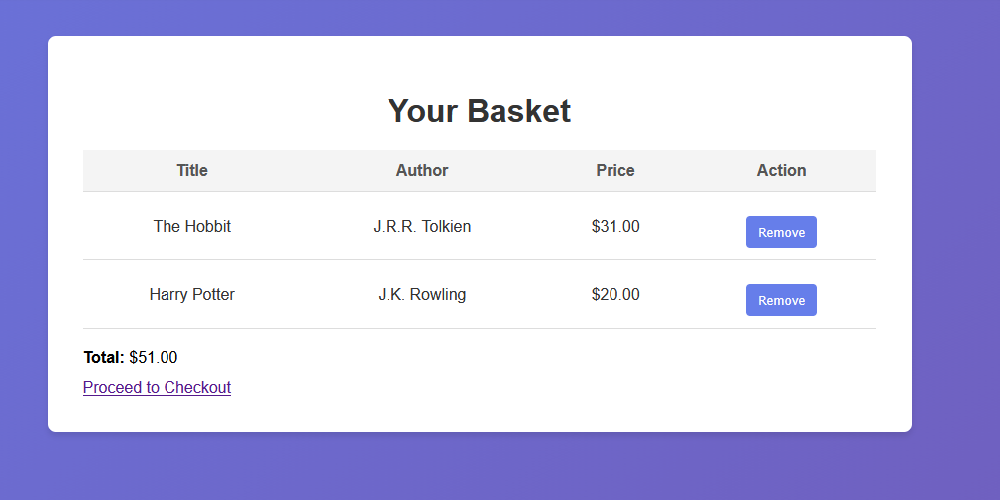 Your Basket
Title Author Price Action
The Hobbit J.R.R. Tolkien $31.00 Remove
Harry Potter J.K. Rowling $20.00 Remove
Total: $51.00
Proceed to Checkout